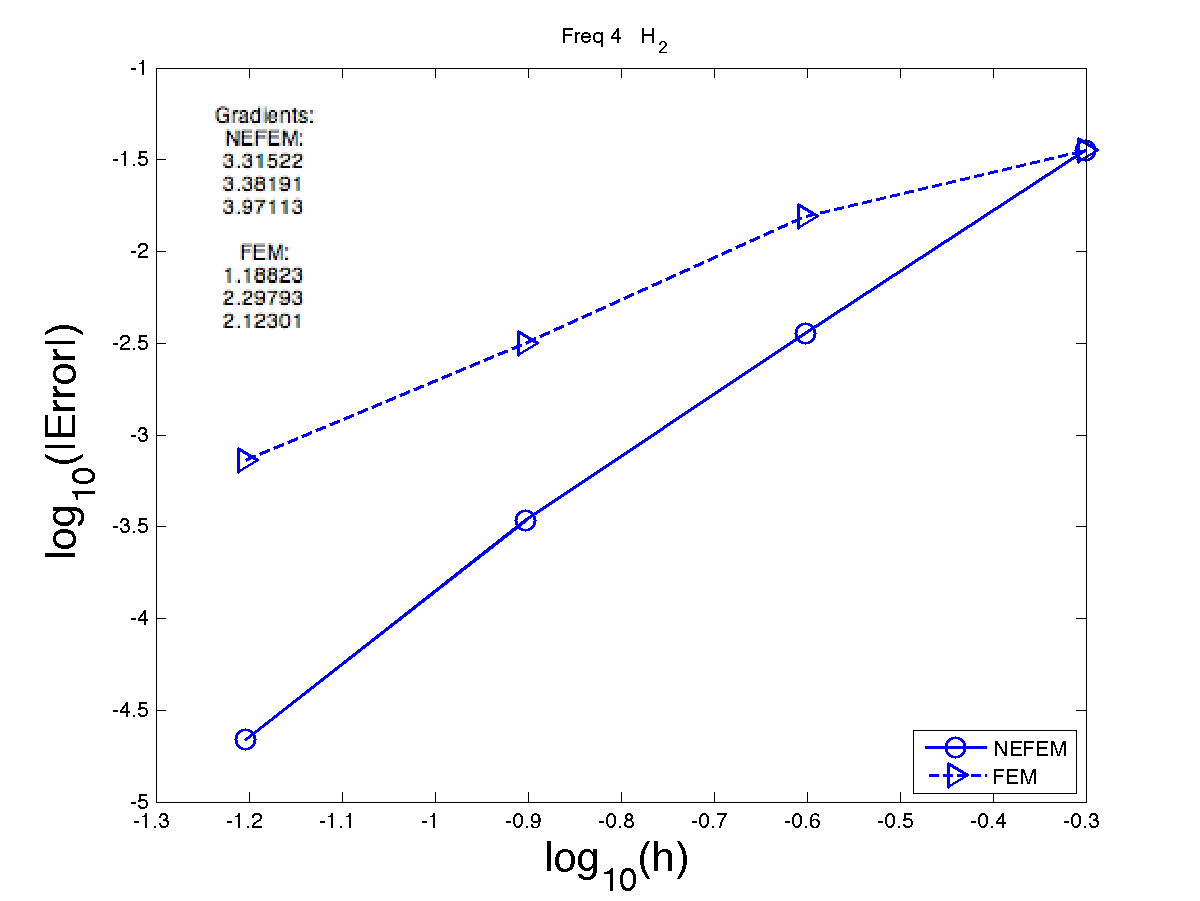 Freq 4 H2
-1
-1.5
-2
-2.5
-3
-3.5
-4
-4.5
-5
log10(|Error|)
Gradients:
NEFEM:
3.31522
3.38191
3.97113
FEM:
1.18823
2.29793
2.12301
NEFEM
FEM
-1.3 -1.2 -1.1 -1 -0.9 -0.8 -0.7 -0.6 -0.5 -0.4 -0.3
log10(h)